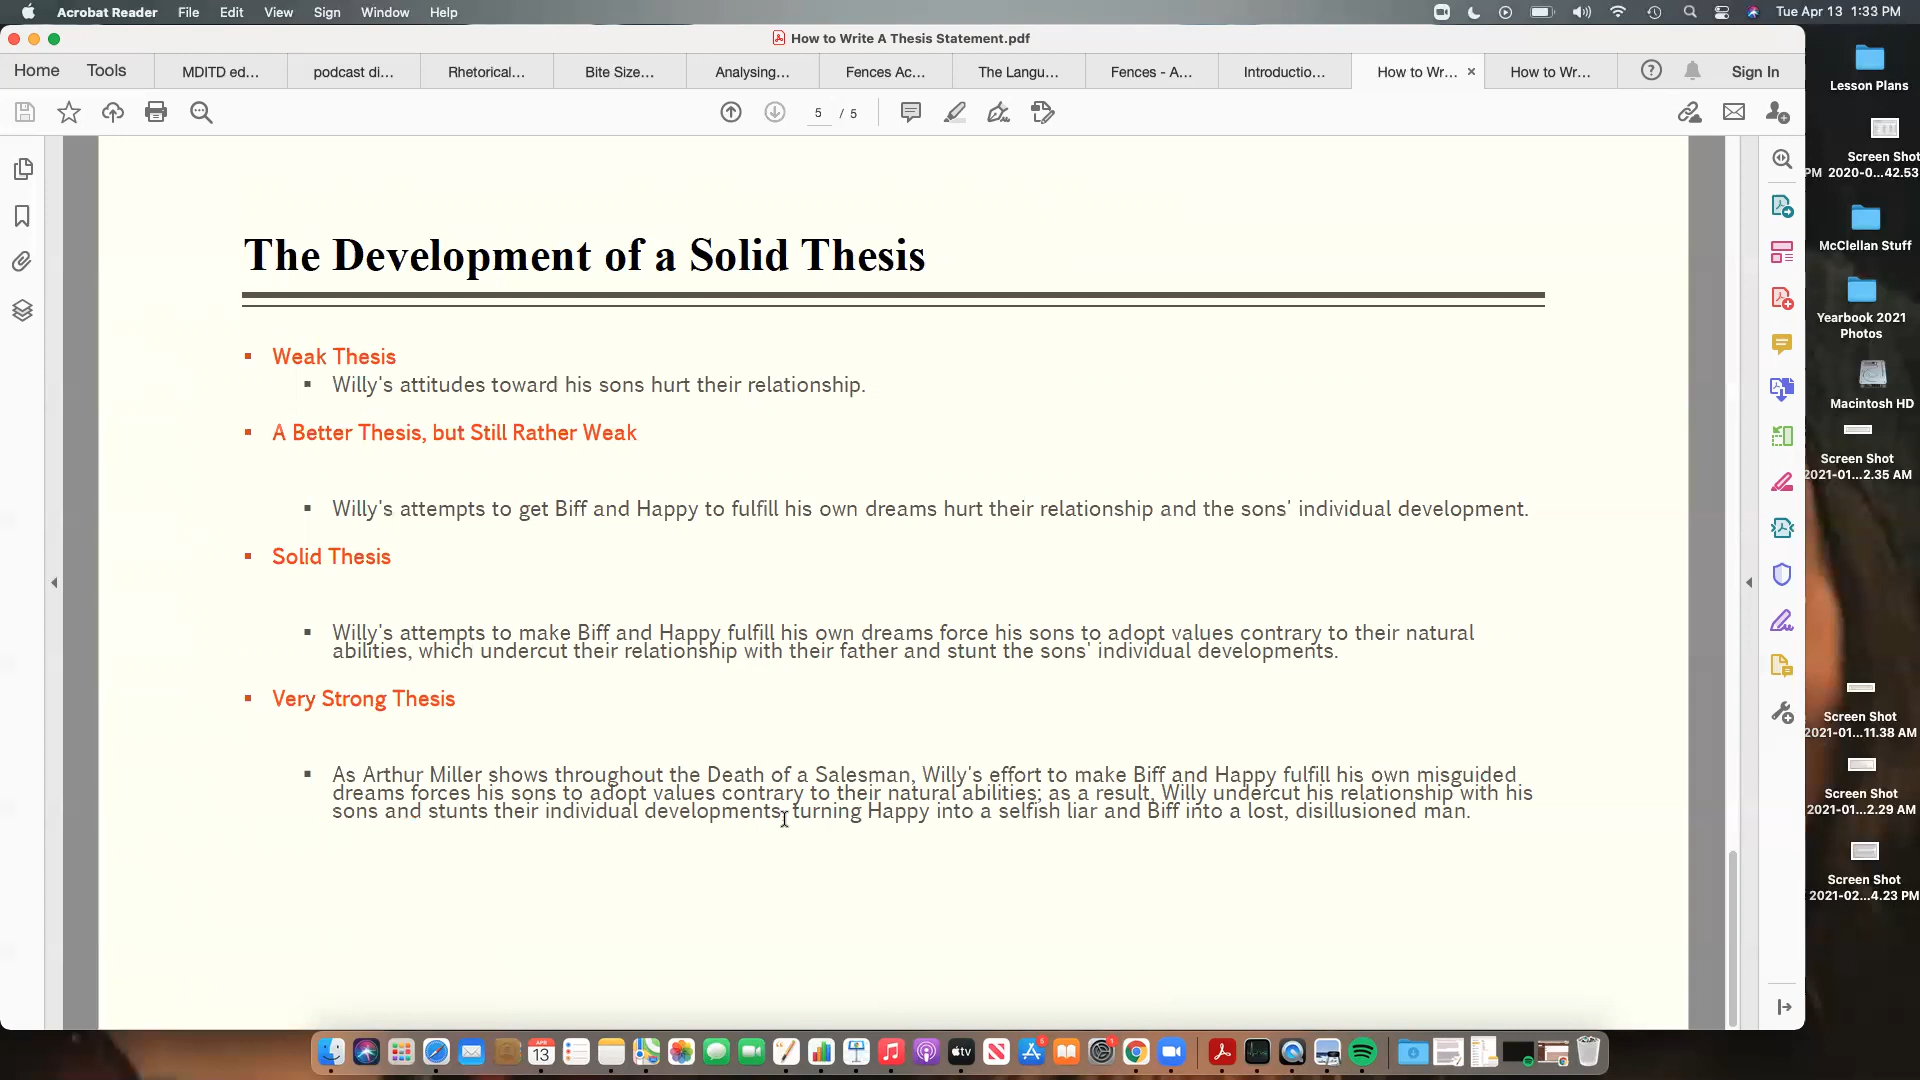 Acrobat Reader File Edit View Sign Window Help Tue Apr 13 1:33 PM
How to Write A Thesis Statement.pdf
Home Tools MDITD ed... podcast di... Rhetorical... Bite Size... Analysing... Fences Ac... The Langu... Fences - A... Introductio... How to Wr... × How to Wr... Sign In
5 / 5
The Development of a Solid Thesis
Weak Thesis
Willy's attitudes toward his sons hurt their relationship.
A Better Thesis, but Still Rather Weak
Willy's attempts to get Biff and Happy to fulfill his own dreams hurt their relationship and the sons' individual development.
Solid Thesis
Willy's attempts to make Biff and Happy fulfill his own dreams force his sons to adopt values contrary to their natural
abilities, which undercut their relationship with their father and stunt the sons' individual developments.
Very Strong Thesis
As Arthur Miller shows throughout the Death of a Salesman, Willy's effort to make Biff and Happy fulfill his own misguided
dreams forces his sons to adopt values contrary to their natural abilities; as a result, Willy undercut his relationship with his
sons and stunts their individual developments, turning Happy into a selfish liar and Biff into a lost, disillusioned man.
Lesson Plans
Screen Shot
PM 2020-0...42.53
McClellan Stuff
Yearbook 2021
Photos
Macintosh HD
Screen Shot
2021-01...2.35 AM
Screen Shot
2021-01...11.38 AM
Screen Shot
2021-01...2.29 AM
Screen Shot
2021-02...4.23 PM
APR
13
tv